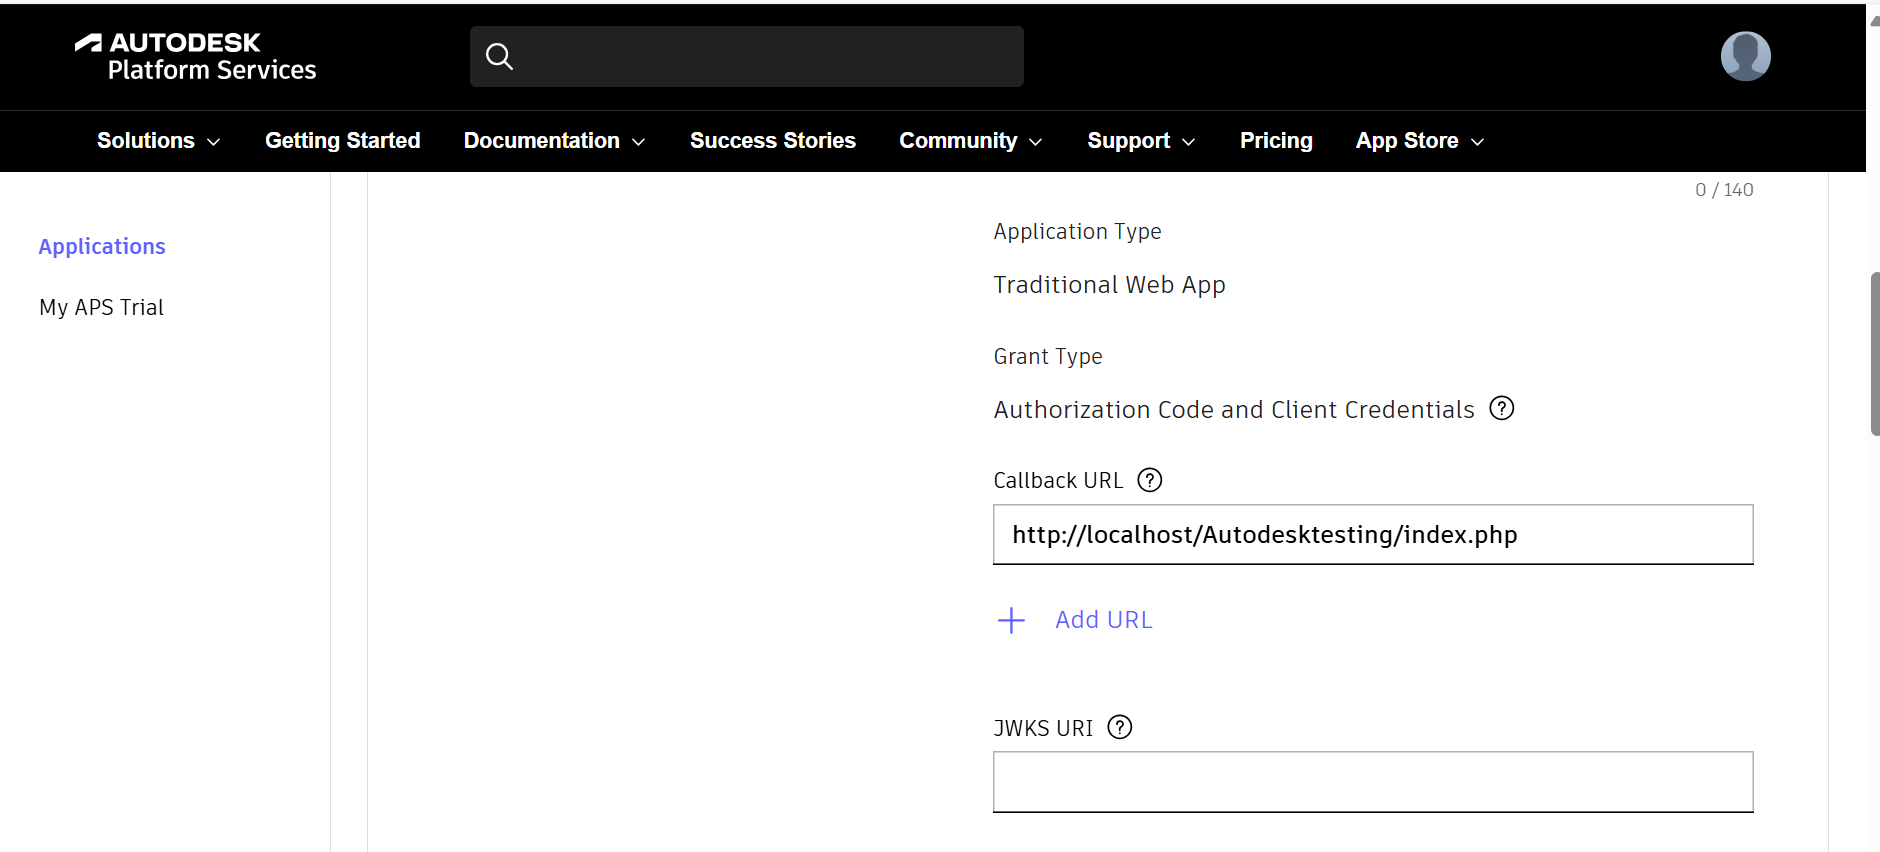 AUTODESK
Platform Services
Solutions Getting Started Documentation Success Stories Community Support Pricing App Store
0 / 140
Applications
My APS Trial
Application Type
Traditional Web App
Grant Type
Authorization Code and Client Credentials ?
Callback URL ?
http://localhost/Autodesktesting/index.php
+ Add URL
JWKS URI ?